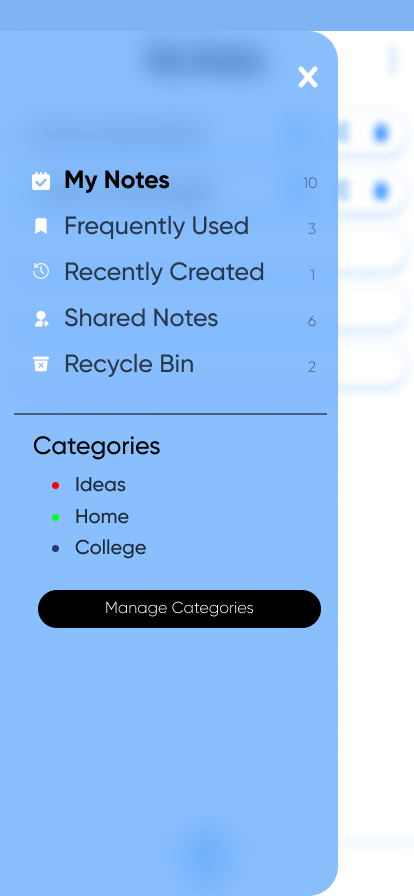 My Notes 10
Frequently Used 3
Recently Created 1
Shared Notes 6
Recycle Bin 2
Categories
Ideas
Home
College
Manage Categories